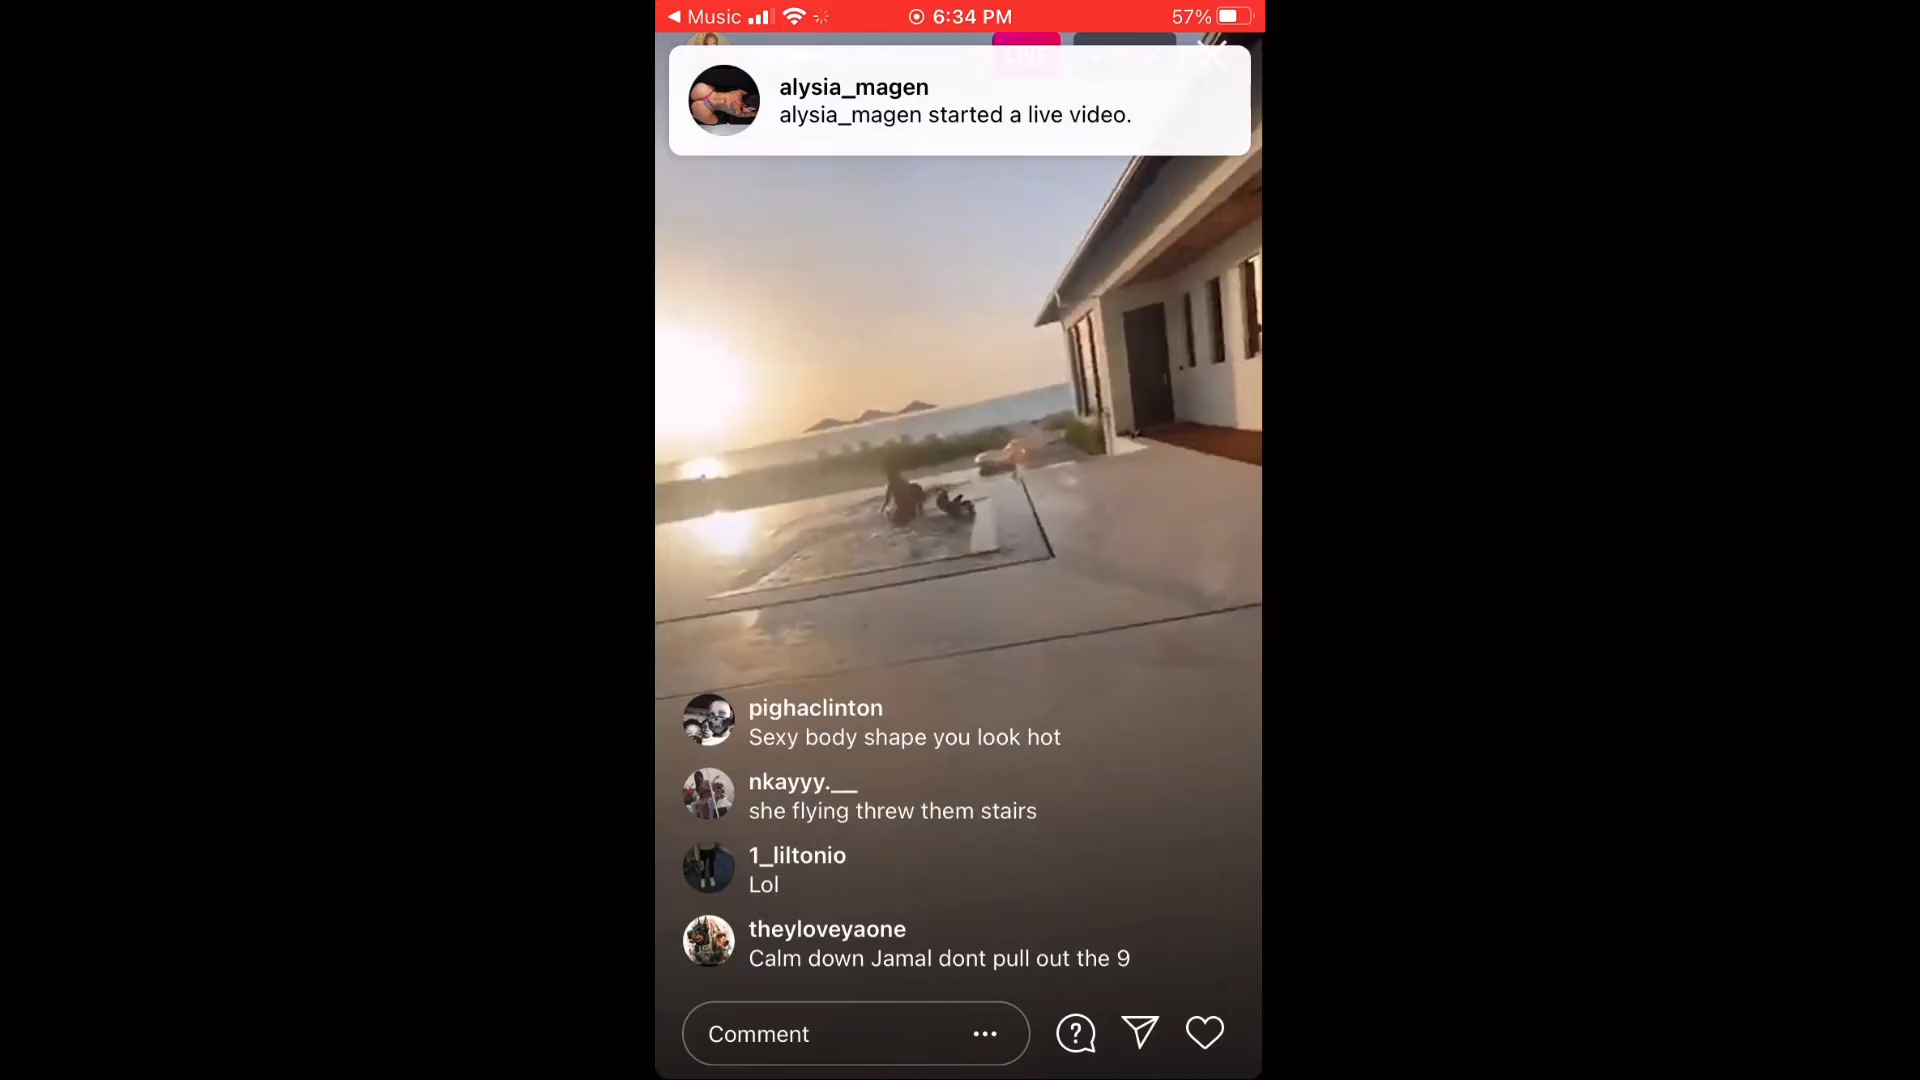 Music
6:34 PM
57%
LIVE
alysia_magen
alysia_magen started a live video.
pighaclinton
Sexy body shape you look hot
nkayyy.__
she flying threw them stairs
1_liltonio
Lol
theyloveyaone
Calm down Jamal dont pull out the 9
Comment